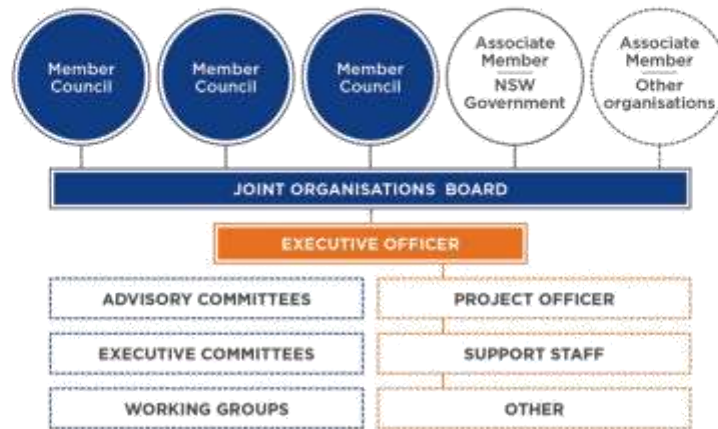 Member
Council
Member
Council
Member
Council
Associate
Member
NSW
Government
Associate
Member
Other
organisations
JOINT ORGANISATIONS BOARD
EXECUTIVE OFFICER
ADVISORY COMMITTEES
PROJECT OFFICER
EXECUTIVE COMMITTEES
SUPPORT STAFF
WORKING GROUPS
OTHER